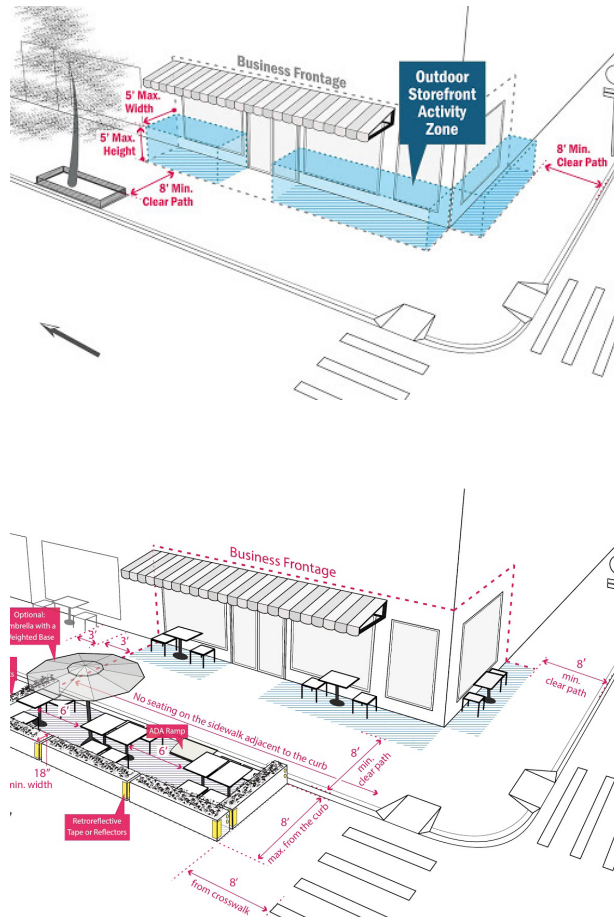 Business Frontage
Outdoor
Storefront
Activity
Zone
5' Max.
Width
5' Max.
Height
8' Min.
Clear Path
8' Min.
Clear Path
Business Frontage
Optional:
with a
Base
3'
3'
8'
min.
clear path
No seating on the sidewalk adjacent to the curb
6'
ADA Ramp
6'
8'
min.
clear path
18"
min. width
Retroreflective
Tape or Reflectors
8'
max. from the curb
8'
from crosswalk